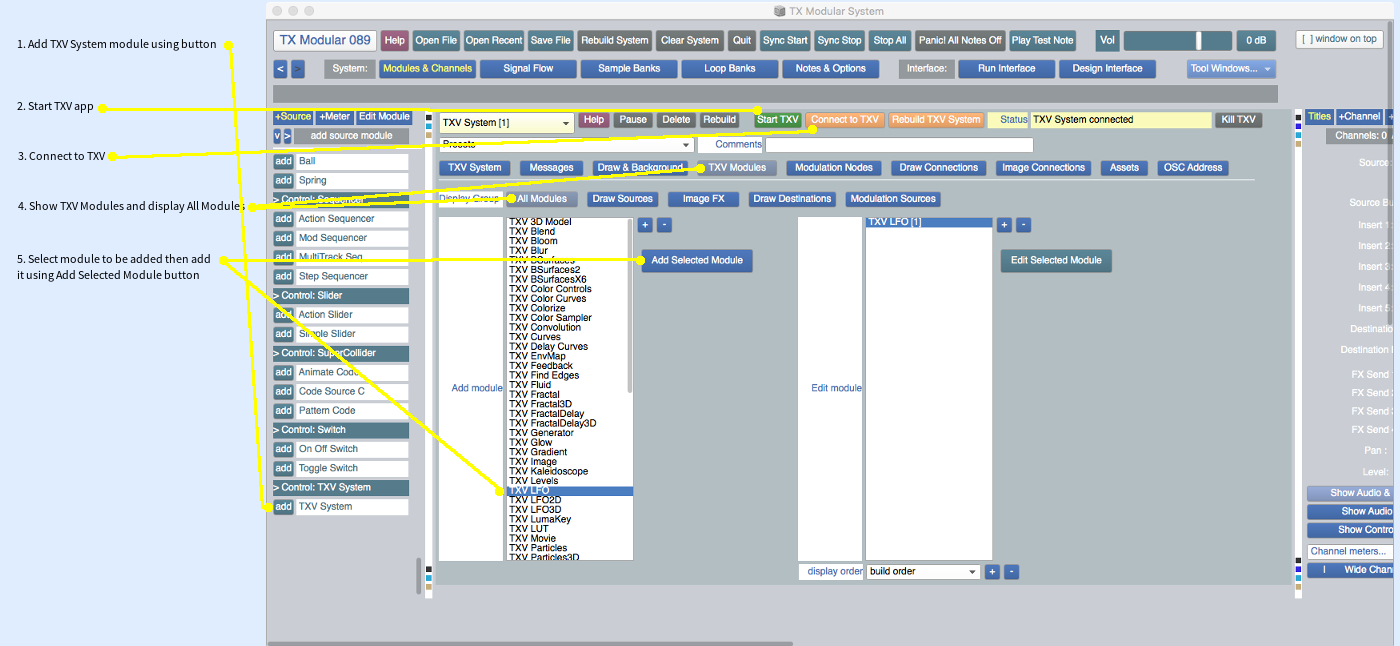 TX Modular System
1. Add TXV System module using button
2. Start TXV app
3. Connect to TXV
4. Show TXV Modules and display All Modules
5. Select module to be added then add
it using Add Selected Module button
TX Modular 089 Help Open File Open Recent Save File Rebuild System Clear System Quit Sync Start Sync Stop Stop All Panic! All Notes Off Play Test Note Vol 0 dB [ ] window on top
< > System: Modules & Channels Signal Flow Sample Banks Loop Banks Notes & Options Interface: Run Interface Design Interface Tool Windows...
+Source +Meter Edit Module
v > add source module
add Ball
add Spring
> Control: Sequencer
add Action Sequencer
add Mod Sequencer
add MultiTrack Seq
add Step Sequencer
> Control: Slider
add Action Slider
add Simple Slider
> Control: SuperCollider
add Animate Code
add Code Source C
add Pattern Code
> Control: Switch
add On Off Switch
add Toggle Switch
> Control: TXV System
add TXV System
TXV System [1] Help Pause Delete Rebuild Start TXV Connect to TXV Rebuild TXV System Status TXV System connected Kill TXV
Presets Comments
TXV System Messages Draw & Background TXV Modules Modulation Nodes Draw Connections Image Connections Assets OSC Address
Display Group All Modules Draw Sources Image FX Draw Destinations Modulation Sources
Add module
TXV 3D Model
TXV Blend
TXV Bloom
TXV Blur
TXV BSurfaces
TXV BSurfaces2
TXV BSurfacesX6
TXV Color Controls
TXV Color Curves
TXV Colorize
TXV Color Sampler
TXV Convolution
TXV Curves
TXV Delay Curves
TXV EnvMap
TXV Feedback
TXV Find Edges
TXV Fluid
TXV Fractal
TXV Fractal3D
TXV FractalDelay
TXV FractalDelay3D
TXV Generator
TXV Glow
TXV Gradient
TXV Image
TXV Kaleidoscope
TXV Levels
TXV LFO
TXV LFO2D
TXV LFO3D
TXV LumaKey
TXV LUT
TXV Movie
TXV Particles
TXV Particles3D
+ -
Add Selected Module
Edit module
TXV LFO [1]
+ -
Edit Selected Module
display order build order + -
Titles +Channel +
Channels: 0
Source
Source Bu
Insert 1:
Insert 2:
Insert 3:
Insert 4:
Insert 5:
Destinatio
Destination
FX Send
FX Send
FX Send
FX Send
Pan :
Level:
Show Audio &
Show Audio
Show Contro
Channel meters...
I Wide Chan